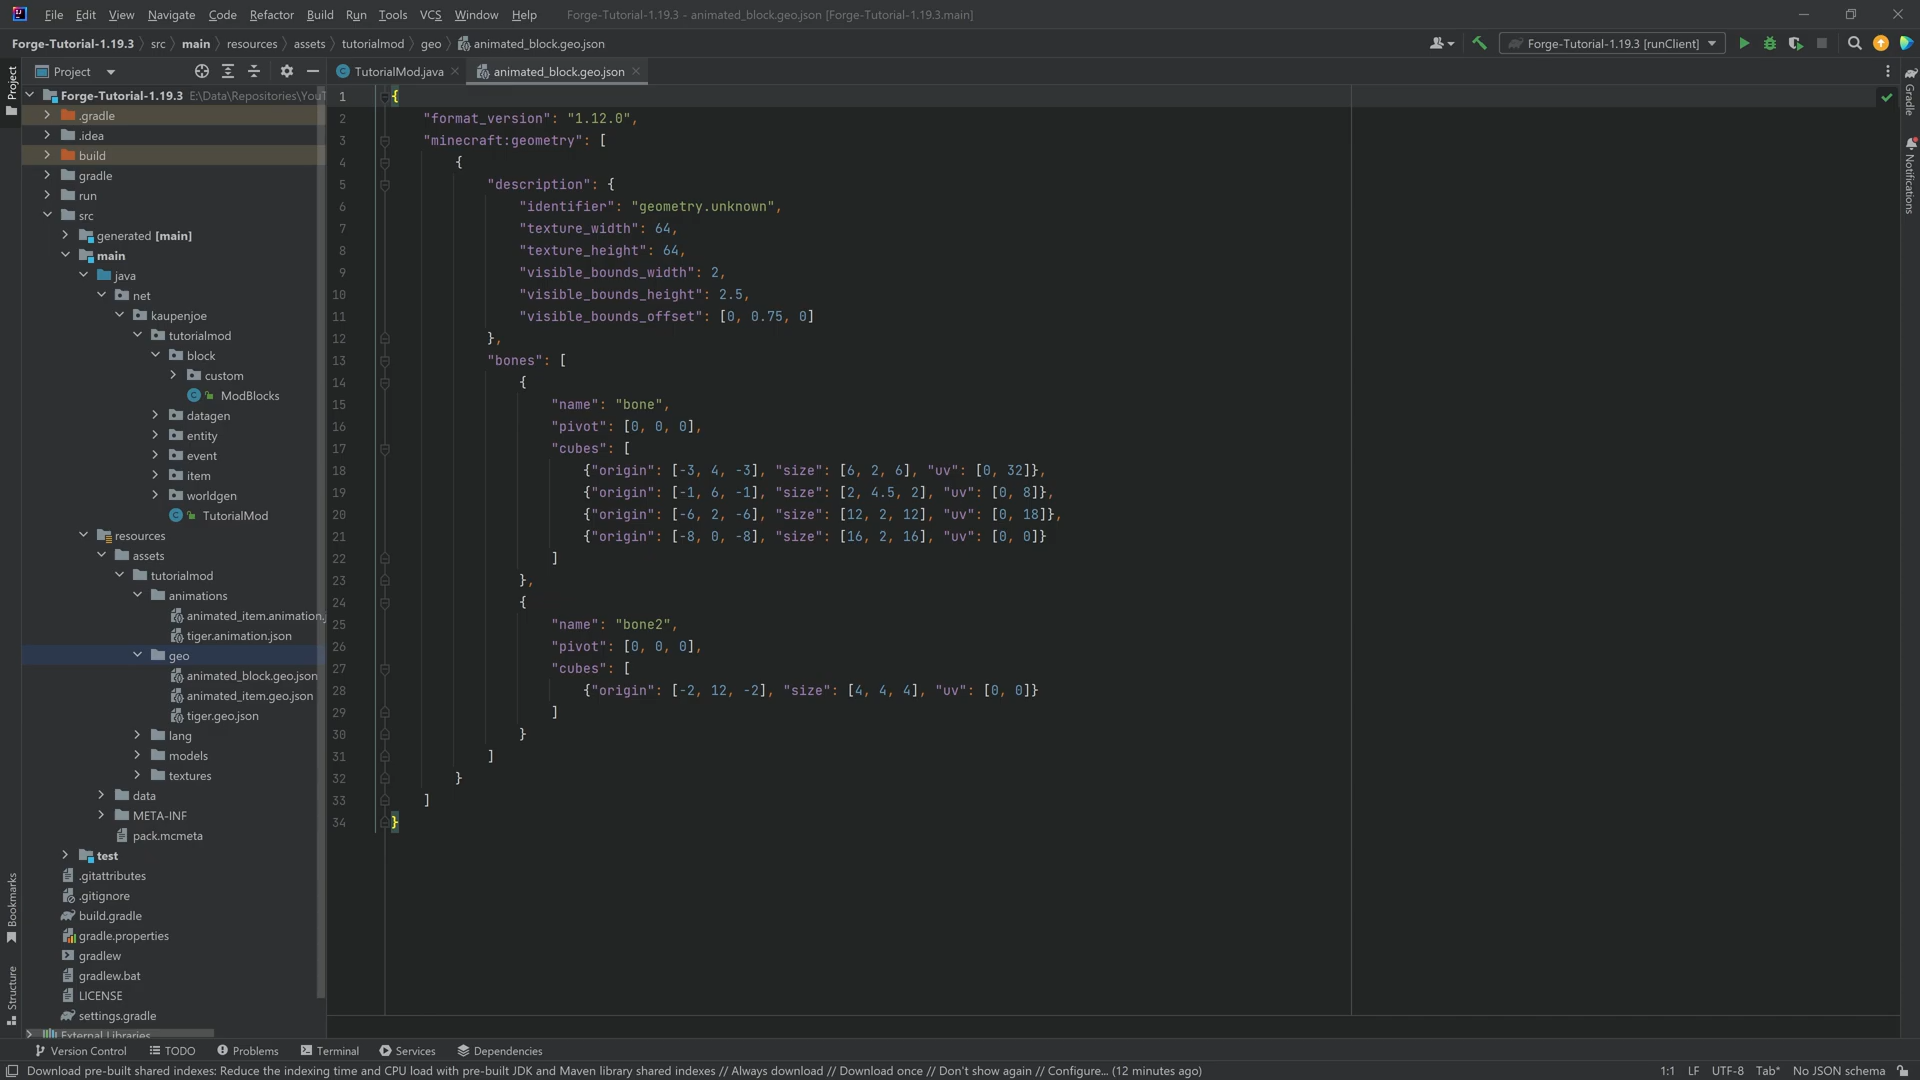 File Edit View Navigate Code Refactor Build Run Tools VCS Window Help Forge-Tutorial-1.19.3 - animated_block.geo.json [Forge-Tutorial-1.19.3.main]
Forge-Tutorial-1.19.3 src main resources assets tutorialmod geo animated_block.geo.json Forge-Tutorial-1.19.3 [runClient]
Project TutorialMod.java animated_block.geo.json
Project
Forge-Tutorial-1.19.3 E:\Data\Repositories\You
.gradle
.idea
build
gradle
run
src
generated [main]
main
java
net
kaupenjoe
tutorialmod
block
custom
ModBlocks
datagen
entity
event
item
worldgen
TutorialMod
resources
assets
tutorialmod
animations
animated_item.animation.j
tiger.animation.json
geo
animated_block.geo.json
animated_item.geo.json
tiger.geo.json
lang
models
textures
data
META-INF
pack.mcmeta
test
.gitattributes
.gitignore
build.gradle
gradle.properties
gradlew
gradlew.bat
LICENSE
settings.gradle
External Libraries
1 {
2 "format_version": "1.12.0",
3 "minecraft:geometry": [
4 {
5 "description": {
6 "identifier": "geometry.unknown",
7 "texture_width": 64,
8 "texture_height": 64,
9 "visible_bounds_width": 2,
10 "visible_bounds_height": 2.5,
11 "visible_bounds_offset": [0, 0.75, 0]
12 },
13 "bones": [
14 {
15 "name": "bone",
16 "pivot": [0, 0, 0],
17 "cubes": [
18 {"origin": [-3, 4, -3], "size": [6, 2, 6], "uv": [0, 32]},
19 {"origin": [-1, 6, -1], "size": [2, 4.5, 2], "uv": [0, 8]},
20 {"origin": [-6, 2, -6], "size": [12, 2, 12], "uv": [0, 18]},
21 {"origin": [-8, 0, -8], "size": [16, 2, 16], "uv": [0, 0]}
22 ]
23 },
24 {
25 "name": "bone2",
26 "pivot": [0, 0, 0],
27 "cubes": [
28 {"origin": [-2, 12, -2], "size": [4, 4, 4], "uv": [0, 0]}
29 ]
30 }
31 ]
32 }
33 ]
34 }
Gradle
Notifications
Bookmarks
Structure
Version Control TODO Problems Terminal Services Dependencies
Download pre-built shared indexes: Reduce the indexing time and CPU load with pre-built JDK and Maven library shared indexes // Always download // Download once // Don't show again // Configure... (12 minutes ago) 1:1 LF UTF-8 Tab* No JSON schema